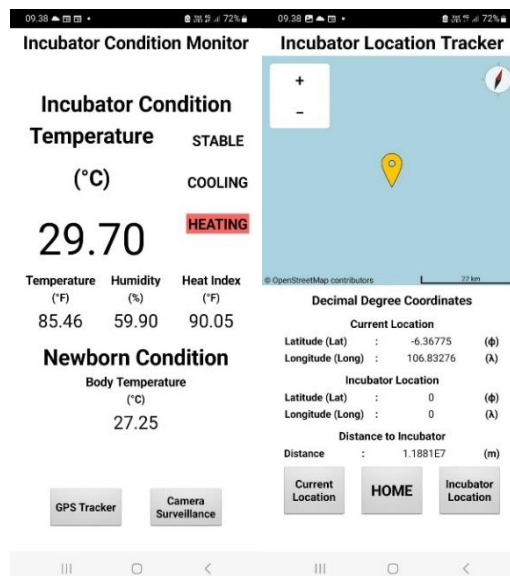 09.38
72%
Incubator Condition Monitor
Incubator Condition
Temperature
(°C)
29.70
STABLE
COOLING
HEATING
Temperature Humidity Heat Index
(°F) (%) (°F)
85.46 59.90 90.05
Newborn Condition
Body Temperature
(°C)
27.25
GPS Tracker
Camera
Surveillance
09.38
72%
Incubator Location Tracker
+
−
© OpenStreetMap contributors
22 km
Decimal Degree Coordinates
Current Location
Latitude (Lat) : -6.36775 (ϕ)
Longitude (Long) : 106.83276 (λ)
Incubator Location
Latitude (Lat) : 0 (ϕ)
Longitude (Long) : 0 (λ)
Distance to Incubator
Distance : 1.1881E7 (m)
Current
Location
HOME
Incubator
Location